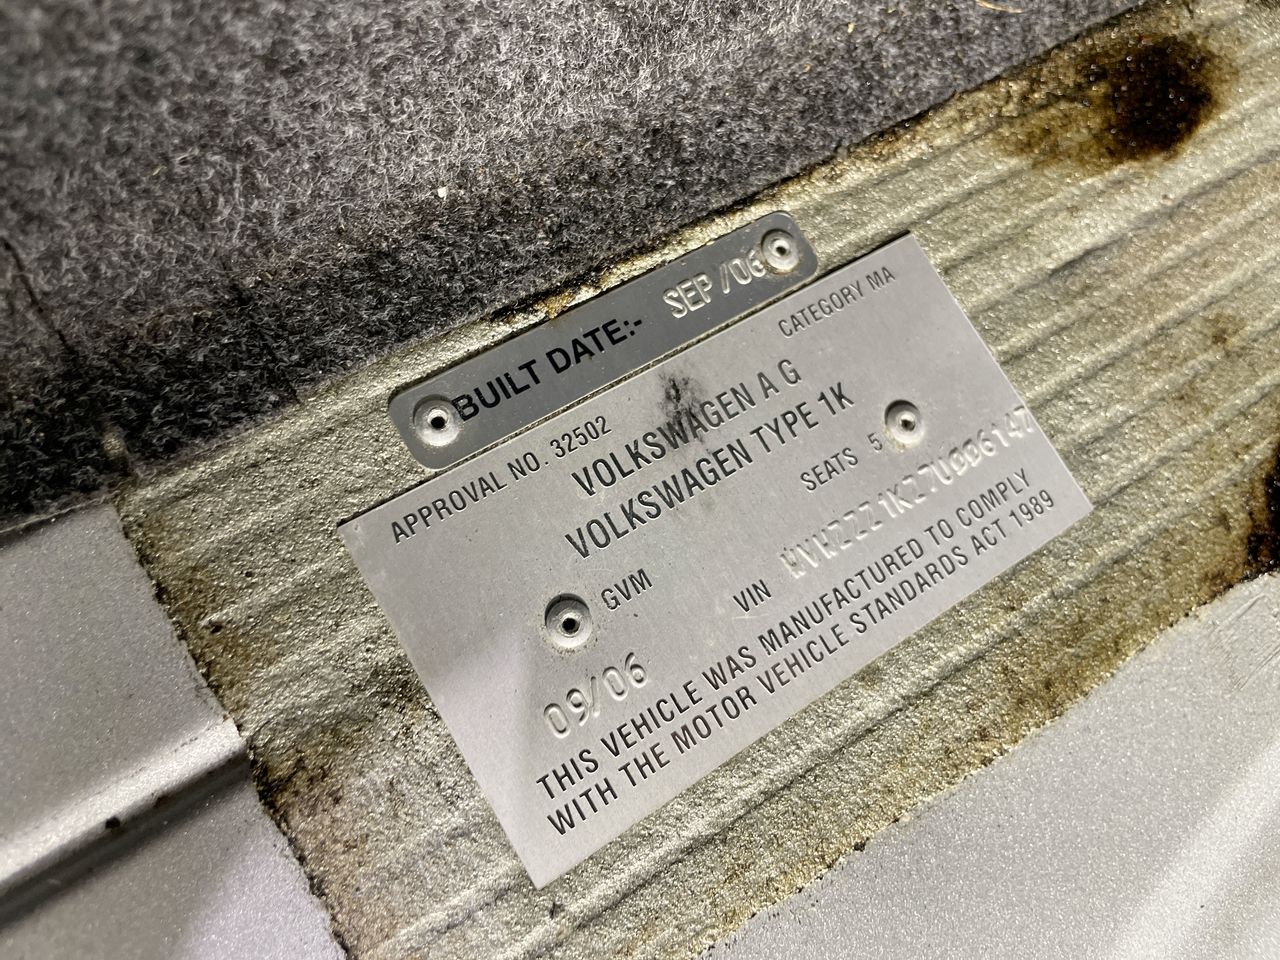 BUILT DATE:- SEP /06
APPROVAL NO. 32502 CATEGORY MA
VOLKSWAGEN A G
VOLKSWAGEN TYPE 1K
GVM SEATS 5
09/06 VIN WVWZZZ1KZ7U006147
THIS VEHICLE WAS MANUFACTURED TO COMPLY
WITH THE MOTOR VEHICLE STANDARDS ACT 1989